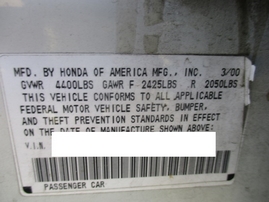 MFD. BY HONDA OF AMERICA MFG., INC. 3/00
GVWR 4400LBS GAWR F 2425LBS R 2050LBS
THIS VEHICLE CONFORMS TO ALL APPLICABLE
FEDERAL MOTOR VEHICLE SAFETY, BUMPER,
AND THEFT PREVENTION STANDARDS IN EFFECT
ON THE DATE OF MANUFACTURE SHOWN ABOVE.
V.I.N.
PASSENGER CAR